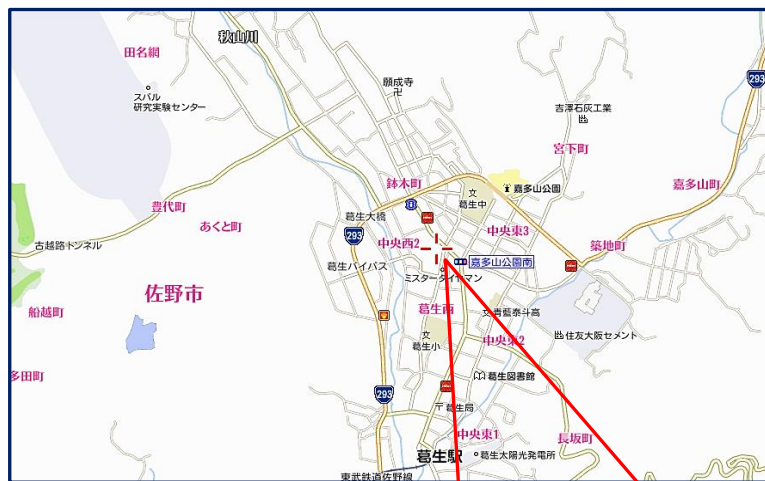 秋山川
田名網
スバル
研究実験センター
願成寺
293
吉澤石灰工業
宮下町
嘉多山公園
鉢木町
文
葛生中
嘉多山町
豊代町
葛生大橋
あくと町
中央東3
293
中央西2
築地町
古越路トンネル
葛生バイパス
嘉多山公園南
ミスタータイヤマン
佐野市
船越町
葛生西
文青藍泰斗高
文
葛生小
中央東2
住友大阪セメント
多田町
葛生図書館
293
葛生局
中央東1
長坂町
葛生駅
葛生太陽光発電所
東武鉄道佐野線